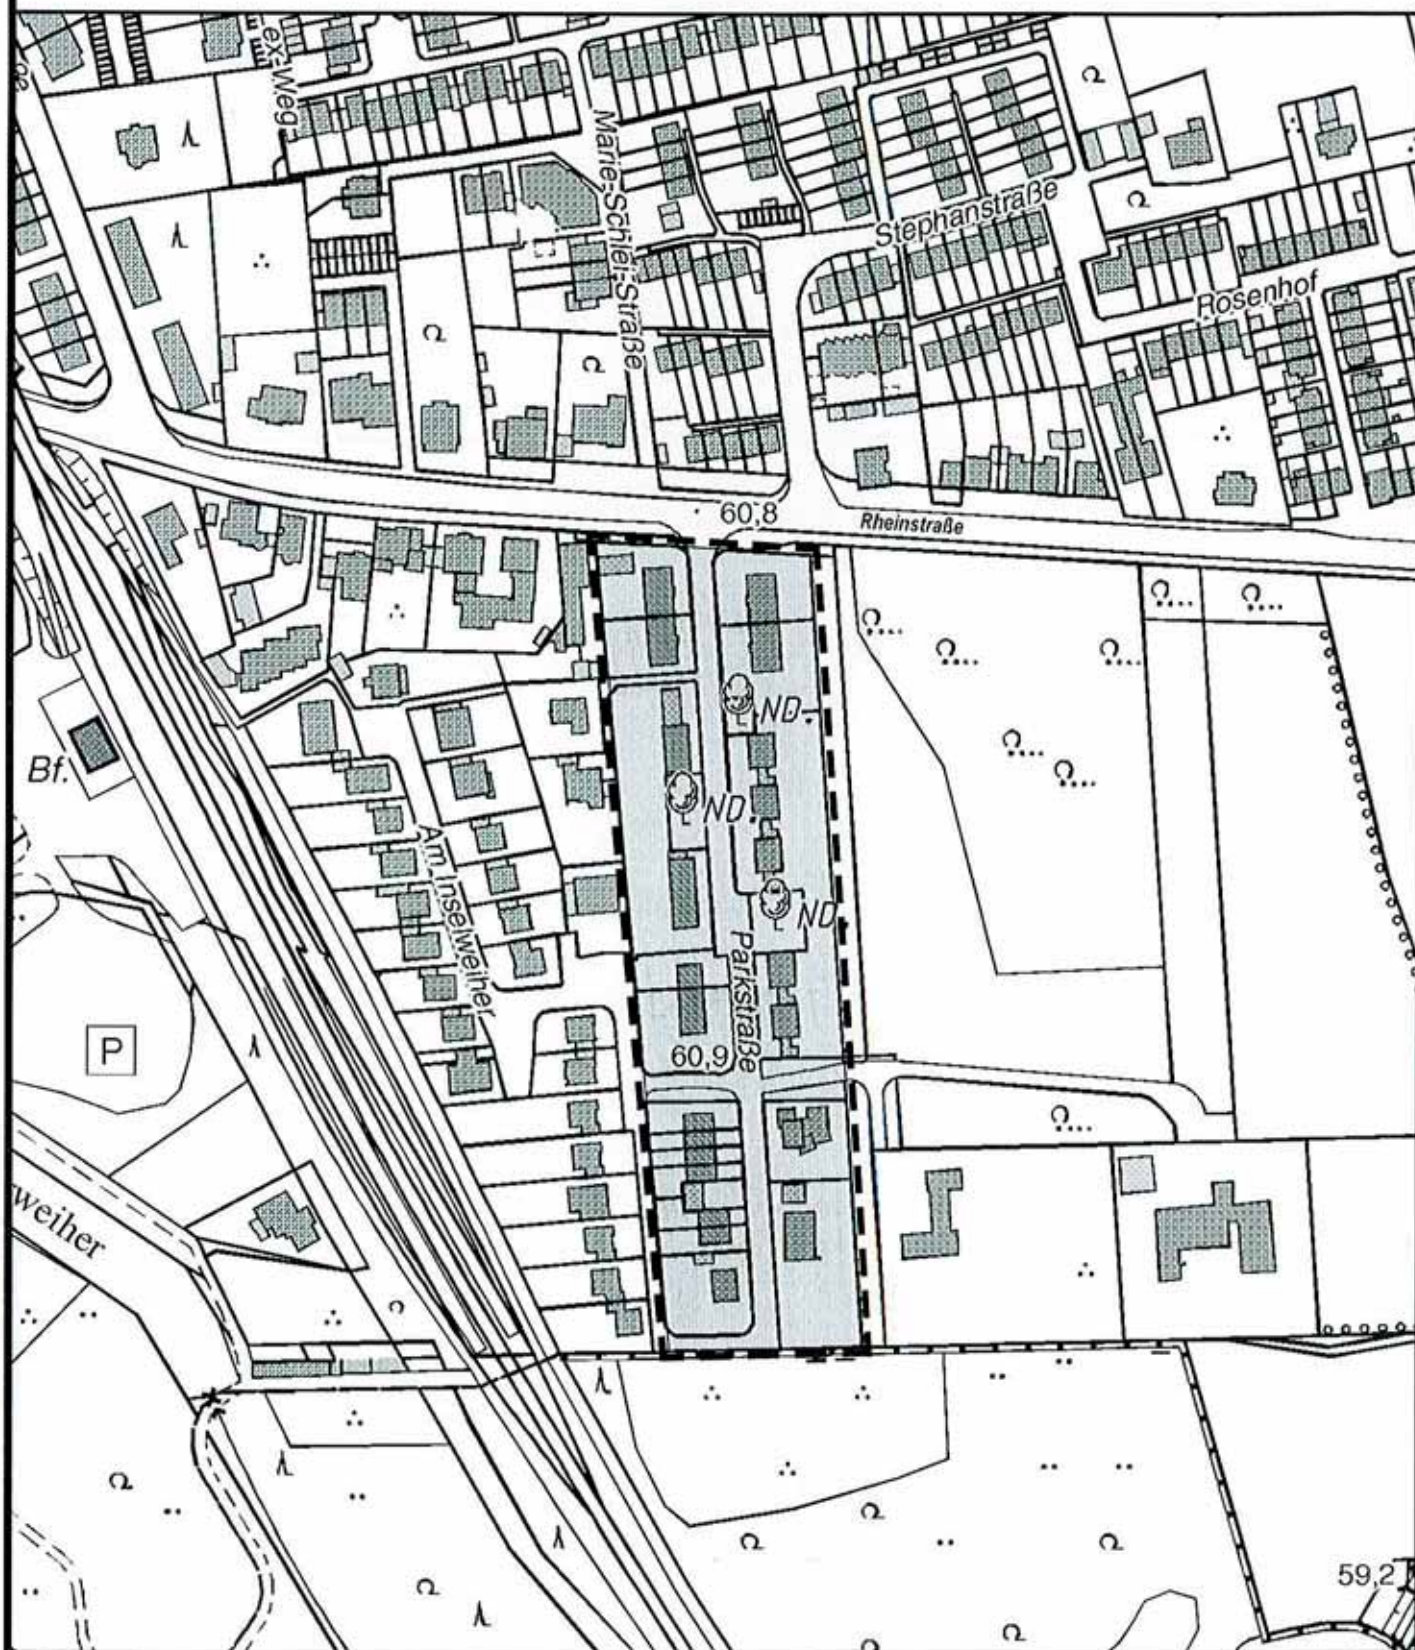 ex-Weg
Marie-Schlei-Straße
Stephanstraße
Rosenhof
60,8
Rheinstraße
ND
Bf.
ND
Am Inselweiher
ND
Parkstraße
P
60,9
weiher
59,2